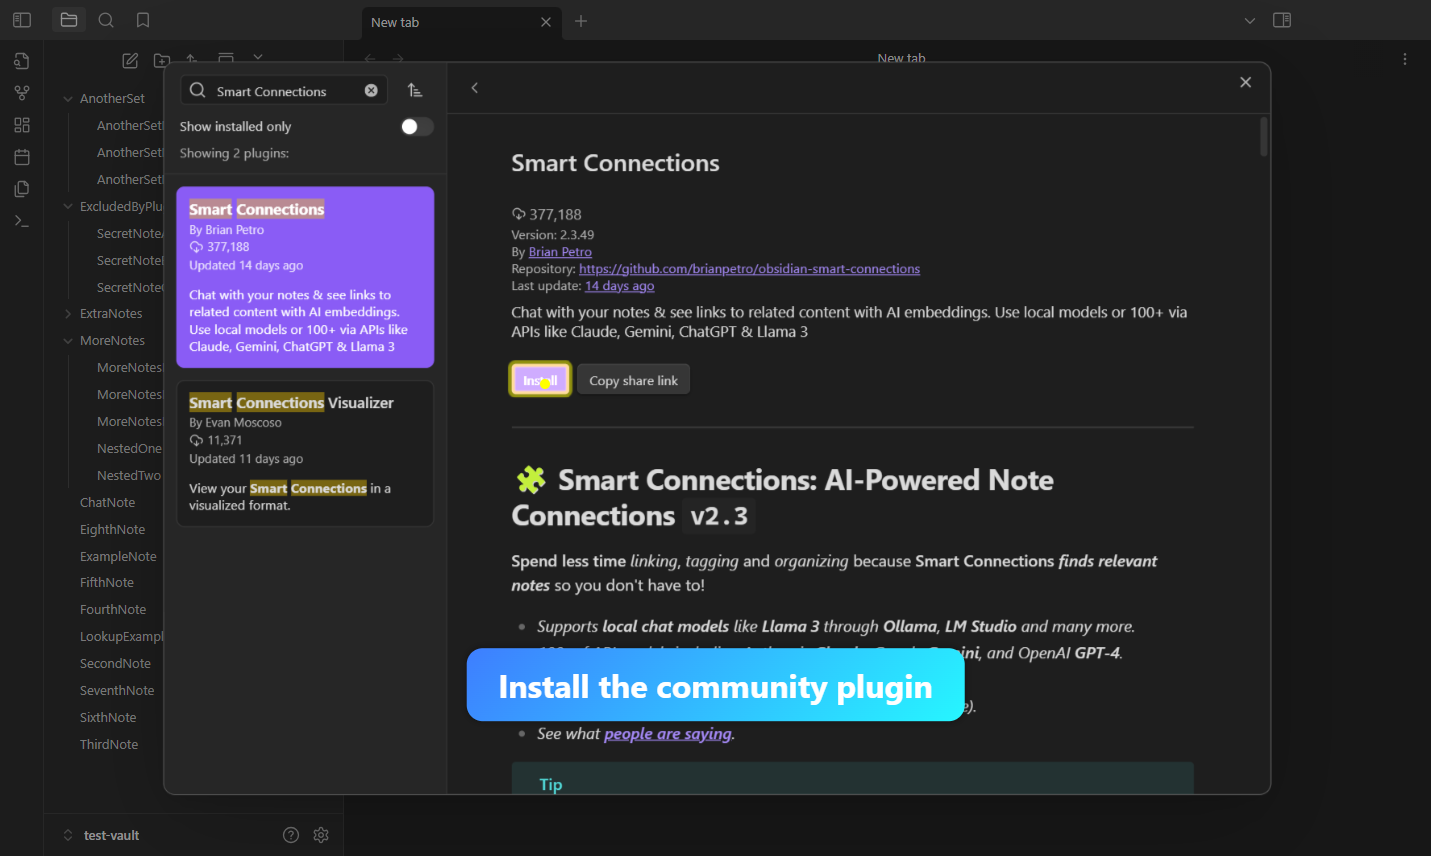 New tab
New tab
AnotherSet
AnotherSet
AnotherSet
AnotherSet
ExcludedByPlu
SecretNote
SecretNote
SecretNote
ExtraNotes
MoreNotes
MoreNotes
MoreNotes
MoreNotes
NestedOne
NestedTwo
ChatNote
EighthNote
ExampleNote
FifthNote
FourthNote
LookupExampl
SecondNote
SeventhNote
SixthNote
ThirdNote
test-vault
Smart Connections
Show installed only
Showing 2 plugins:
Smart Connections
By Brian Petro
377,188
Updated 14 days ago
Chat with your notes & see links to
related content with AI embeddings.
Use local models or 100+ via APIs like
Claude, Gemini, ChatGPT & Llama 3
Smart Connections Visualizer
By Evan Moscoso
11,371
Updated 11 days ago
View your Smart Connections in a
visualized format.
Smart Connections
377,188
Version: 2.3.49
By Brian Petro
Repository: https://github.com/brianpetro/obsidian-smart-connections
Last update: 14 days ago
Chat with your notes & see links to related content with AI embeddings. Use local models or 100+ via
APIs like Claude, Gemini, ChatGPT & Llama 3
Install Copy share link
Smart Connections: AI-Powered Note
Connections v2.3
Spend less time linking, tagging and organizing because Smart Connections finds relevant
notes so you don't have to!
Supports local chat models like Llama 3 through Ollama, LM Studio and many more.
and OpenAI GPT-4.
Install the community plugin
See what people are saying.
Tip